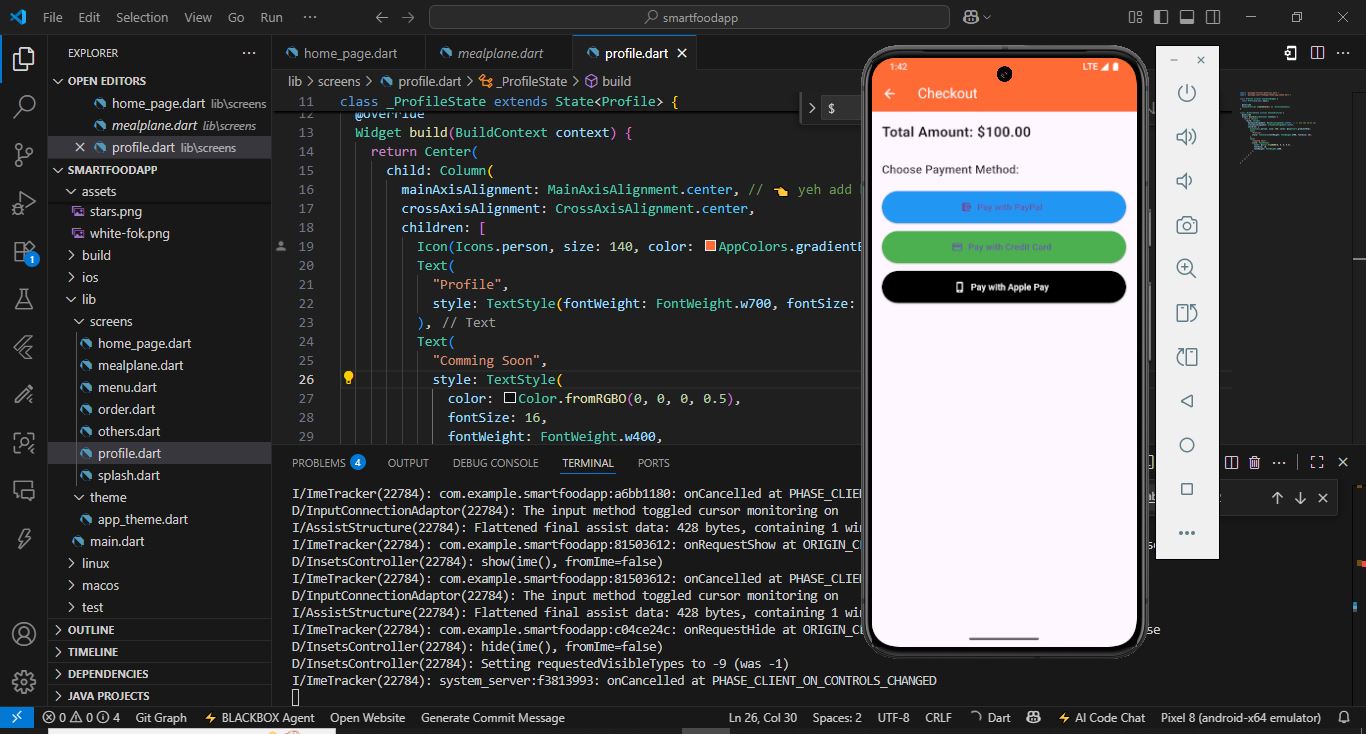 File Edit Selection View Go Run ··· smartfoodapp
EXPLORER
OPEN EDITORS
home_page.dart lib\screens
mealplane.dart lib\screens
profile.dart lib\screens
SMARTFOODAPP
assets
stars.png
white-fok.png
build
ios
lib
screens
home_page.dart
mealplane.dart
menu.dart
order.dart
others.dart
profile.dart
splash.dart
theme
app_theme.dart
main.dart
linux
macos
test
OUTLINE
TIMELINE
DEPENDENCIES
JAVA PROJECTS
1
home_page.dart mealplane.dart profile.dart
lib > screens > profile.dart > _ProfileState > build
11 class _ProfileState extends State<Profile> {
12 @override
13 Widget build(BuildContext context) {
14 return Center(
15 child: Column(
16 mainAxisAlignment: MainAxisAlignment.center, // 👈 yeh add
17 crossAxisAlignment: CrossAxisAlignment.center,
18 children: [
19 Icon(Icons.person, size: 140, color: AppColors.gradient
20 Text(
21 "Profile",
22 style: TextStyle(fontWeight: FontWeight.w700, fontSize:
23 ), // Text
24 Text(
25 "Comming Soon",
26 style: TextStyle(
27 color: Color.fromRGBO(0, 0, 0, 0.5),
28 fontSize: 16,
29 fontWeight: FontWeight.w400,
$
PROBLEMS 4 OUTPUT DEBUG CONSOLE TERMINAL PORTS
I/ImeTracker(22784): com.example.smartfoodapp:a6bb1180: onCancelled at PHASE_CLIEN
D/InputConnectionAdaptor(22784): The input method toggled cursor monitoring on
I/AssistStructure(22784): Flattened final assist data: 428 bytes, containing 1 win
I/ImeTracker(22784): com.example.smartfoodapp:81503612: onRequestShow at ORIGIN_CL
D/InsetsController(22784): show(ime(), fromIme=false)
I/ImeTracker(22784): com.example.smartfoodapp:81503612: onCancelled at PHASE_CLIEN
D/InputConnectionAdaptor(22784): The input method toggled cursor monitoring on
I/AssistStructure(22784): Flattened final assist data: 428 bytes, containing 1 win
I/ImeTracker(22784): com.example.smartfoodapp:c04ce24c: onRequestHide at ORIGIN_CL se
D/InsetsController(22784): hide(ime(), fromIme=false)
D/InsetsController(22784): Setting requestedVisibleTypes to -9 (was -1)
I/ImeTracker(22784): system_server:f3813993: onCancelled at PHASE_CLIENT_ON_CONTROLS_CHANGED
1:42 LTE
Checkout
Total Amount: $100.00
Choose Payment Method:
Pay with PayPal
Pay with Credit Card
Pay with Apple Pay
0 0 4 Git Graph BLACKBOX Agent Open Website Generate Commit Message Ln 26, Col 30 Spaces: 2 UTF-8 CRLF Dart AI Code Chat Pixel 8 (android-x64 emulator)